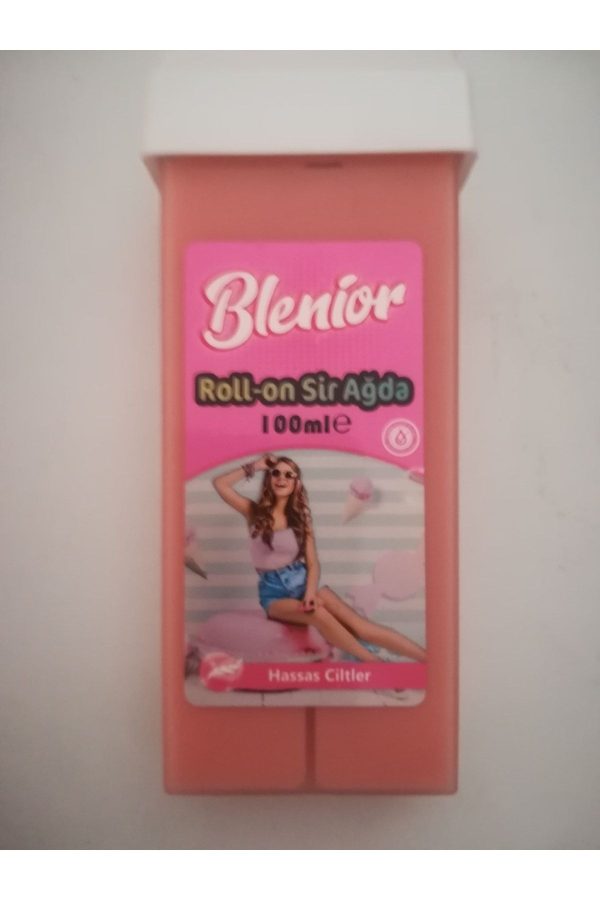 Blenior
Roll-on Sir Ağda
100ml ℮
Hassas Ciltler